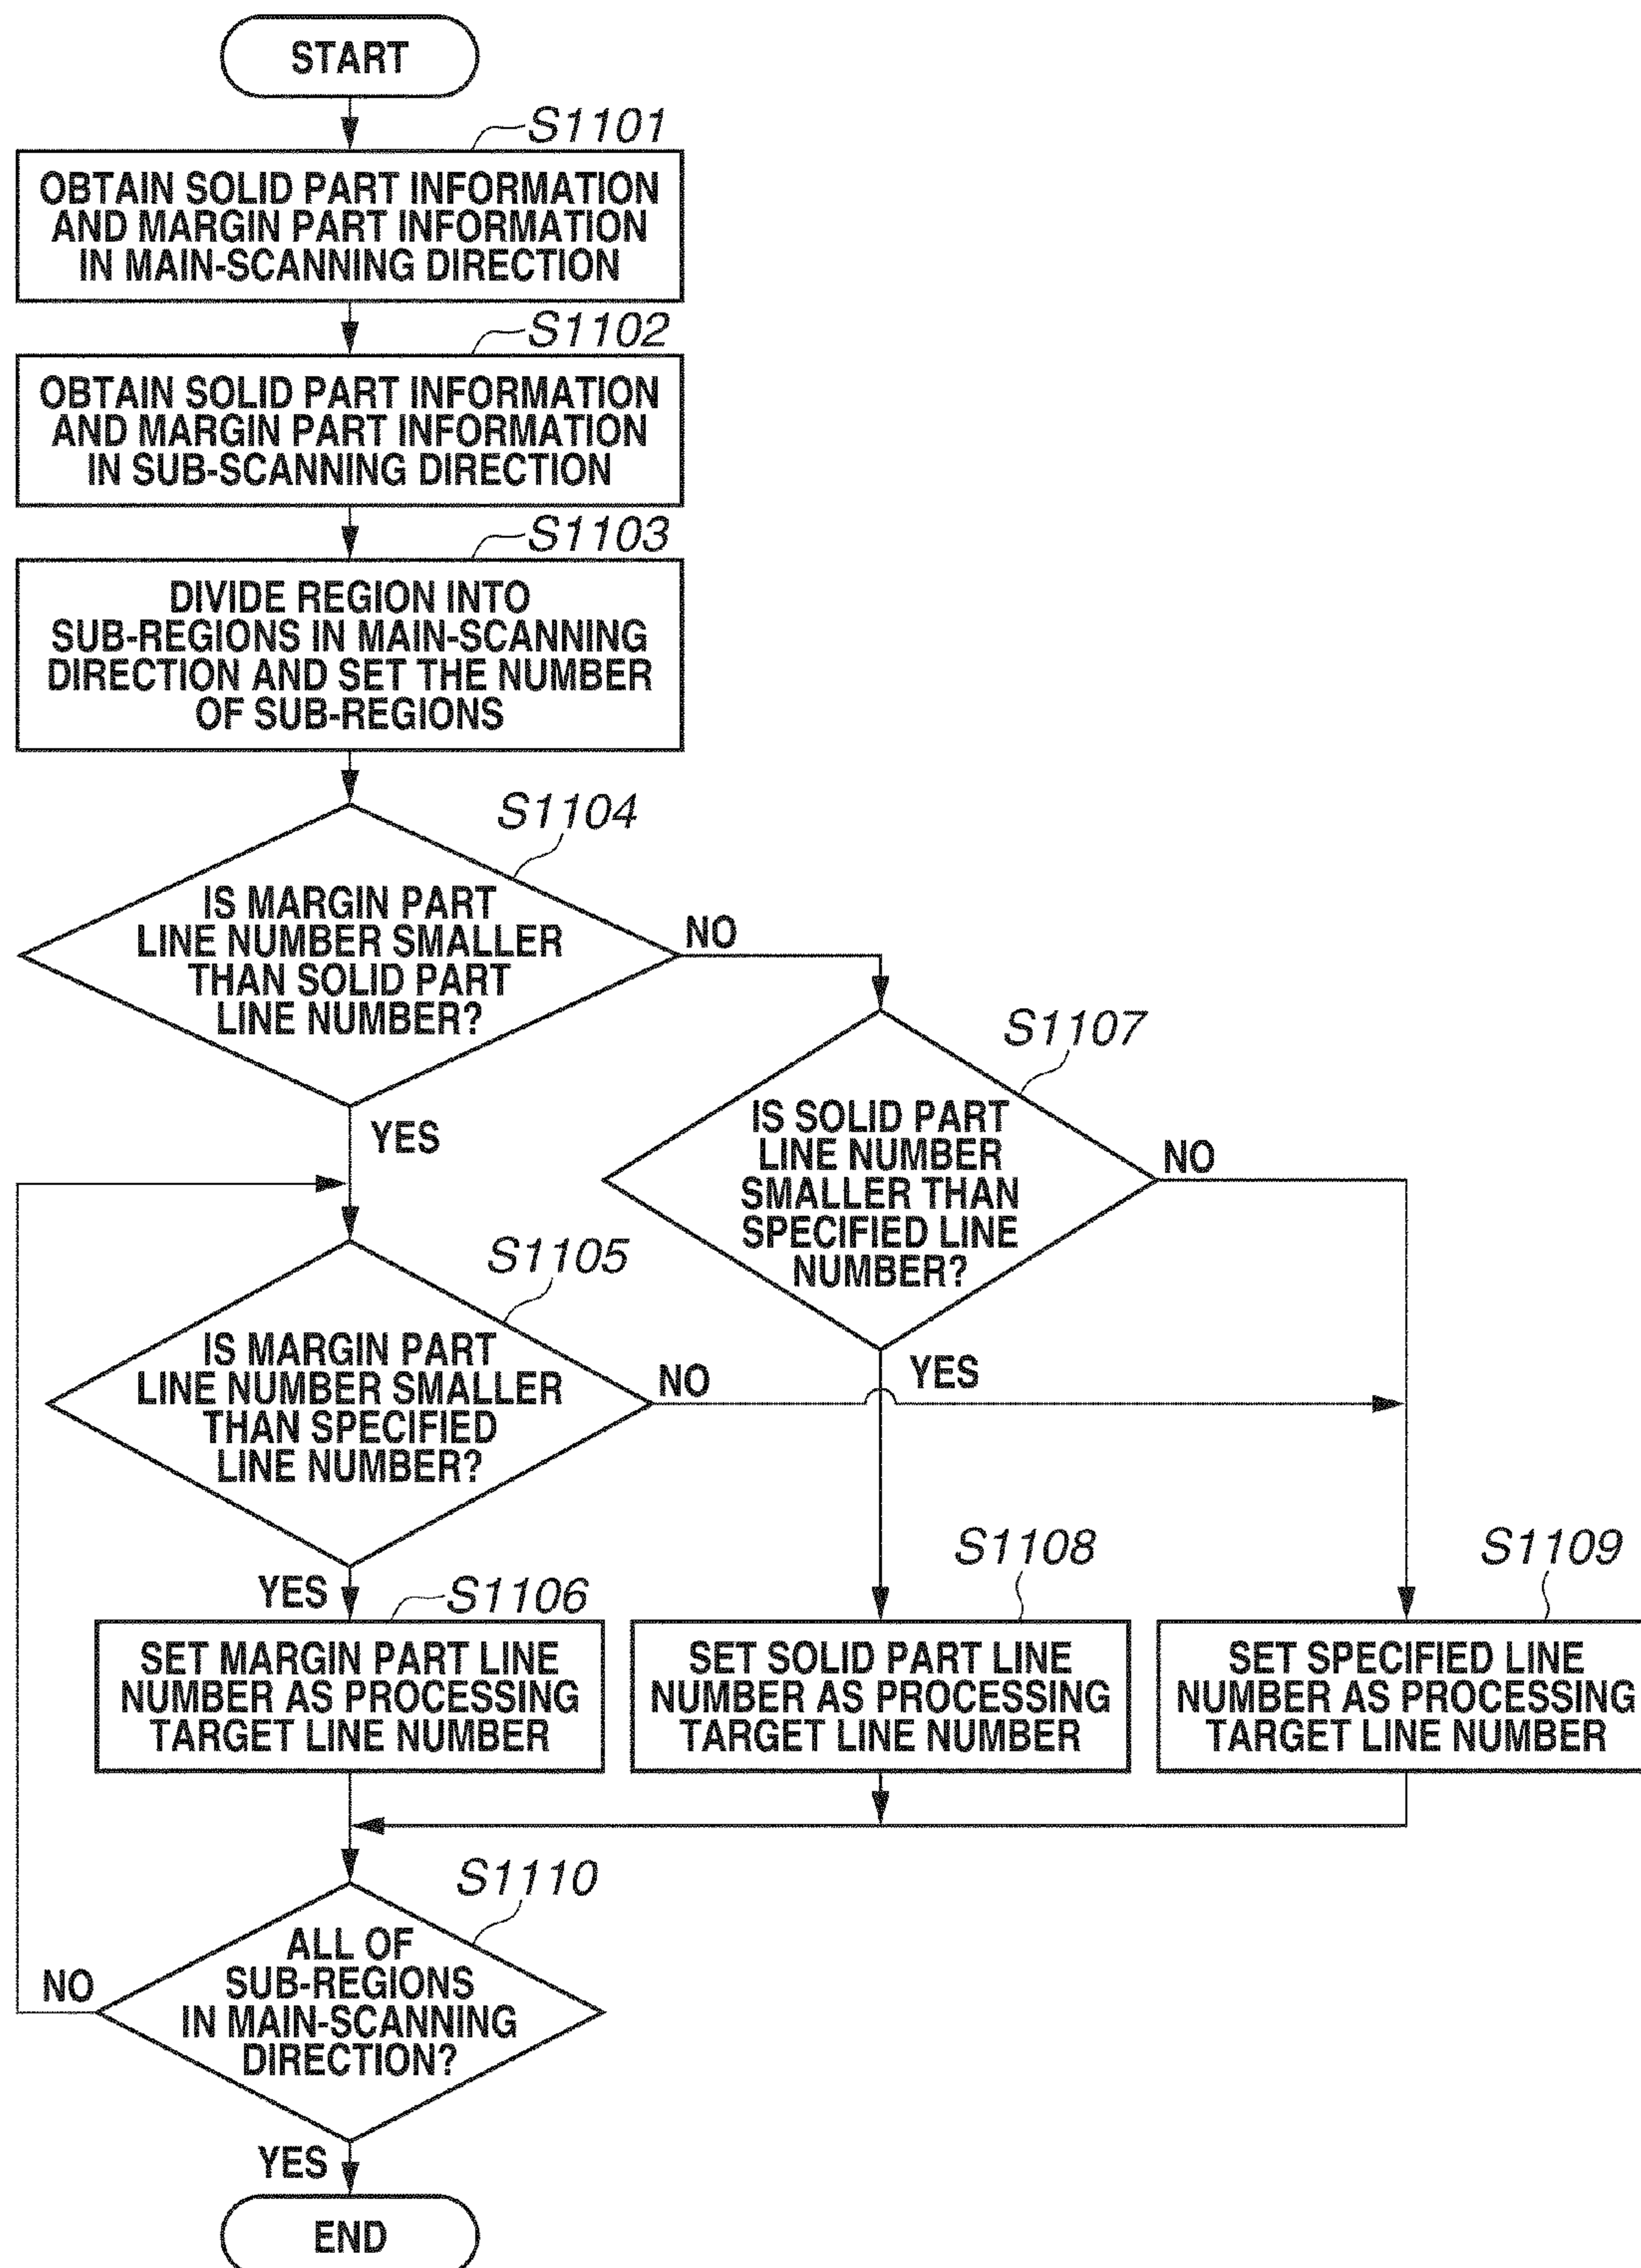 START
S1101
OBTAIN SOLID PART INFORMATION
AND MARGIN PART INFORMATION
IN MAIN-SCANNING DIRECTION
S1102
OBTAIN SOLID PART INFORMATION
AND MARGIN PART INFORMATION
IN SUB-SCANNING DIRECTION
S1103
DIVIDE REGION INTO
SUB-REGIONS IN MAIN-SCANNING
DIRECTION AND SET THE NUMBER
OF SUB-REGIONS
S1104
IS MARGIN PART
LINE NUMBER SMALLER
THAN SOLID PART
LINE NUMBER?
NO
YES
S1107
IS SOLID PART
LINE NUMBER
SMALLER THAN
SPECIFIED LINE
NUMBER?
NO
YES
S1105
IS MARGIN PART
LINE NUMBER SMALLER
THAN SPECIFIED
LINE NUMBER?
NO
YES
S1106
SET MARGIN PART LINE
NUMBER AS PROCESSING
TARGET LINE NUMBER
S1108
SET SOLID PART LINE
NUMBER AS PROCESSING
TARGET LINE NUMBER
S1109
SET SPECIFIED LINE
NUMBER AS PROCESSING
TARGET LINE NUMBER
S1110
ALL OF
SUB-REGIONS
IN MAIN-SCANNING
DIRECTION?
NO
YES
END